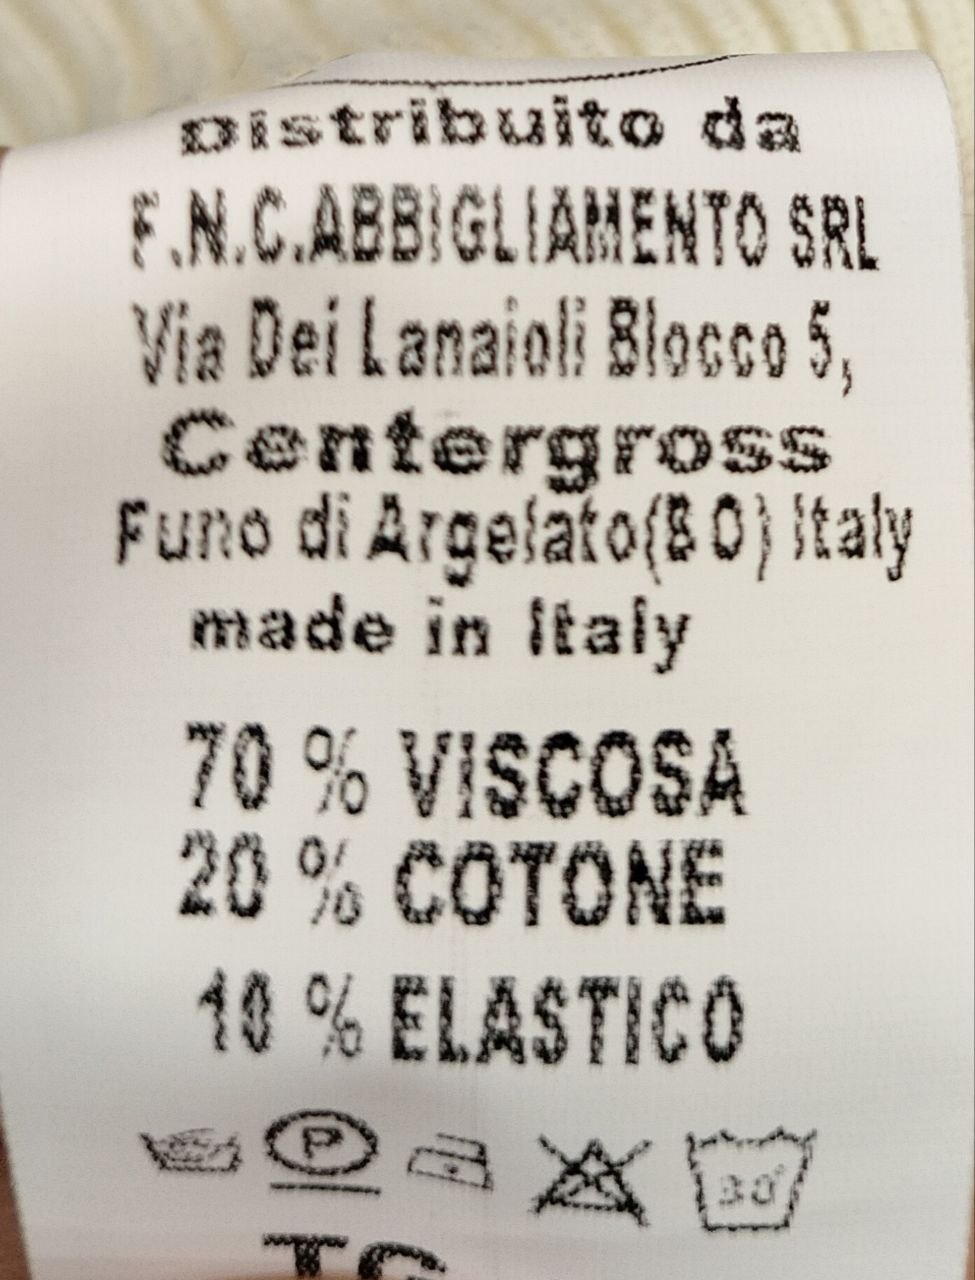 Distribuito da
F.N.C.ABBIGLIAMENTO SRL
Via Dei Lanaioli Blocco 5,
Centergross
Funo di Argelato(BO) Italy
made in Italy
70 % VISCOSA
20 % COTONE
10 % ELASTICO
P 30°